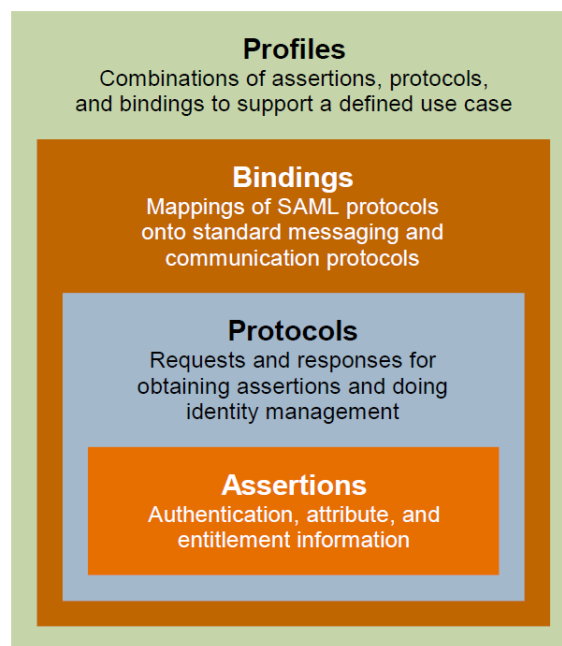 Profiles
Combinations of assertions, protocols,
and bindings to support a defined use case
Bindings
Mappings of SAML protocols
onto standard messaging and
communication protocols
Protocols
Requests and responses for
obtaining assertions and doing
identity management
Assertions
Authentication, attribute, and
entitlement information